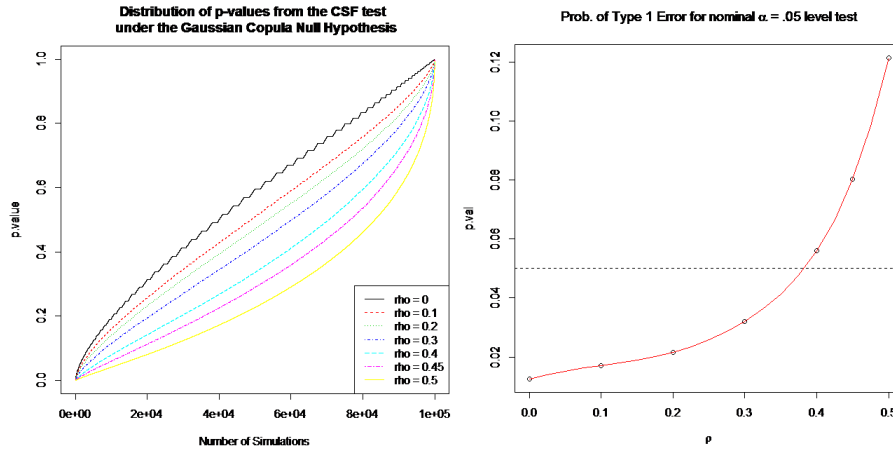 Distribution of p-values from the CSF test
under the Gaussian Copula Null Hypothesis
p.value
1.0
0.8
0.6
0.4
0.2
0.0
0e+00 2e+04 4e+04 6e+04 8e+04 1e+05
Number of Simulations
rho = 0
rho = 0.1
rho = 0.2
rho = 0.3
rho = 0.4
rho = 0.45
rho = 0.5
Prob. of Type 1 Error for nominal α = .05 level test
p.val
0.12
0.10
0.08
0.06
0.04
0.02
0.0 0.1 0.2 0.3 0.4 0.5
ρ